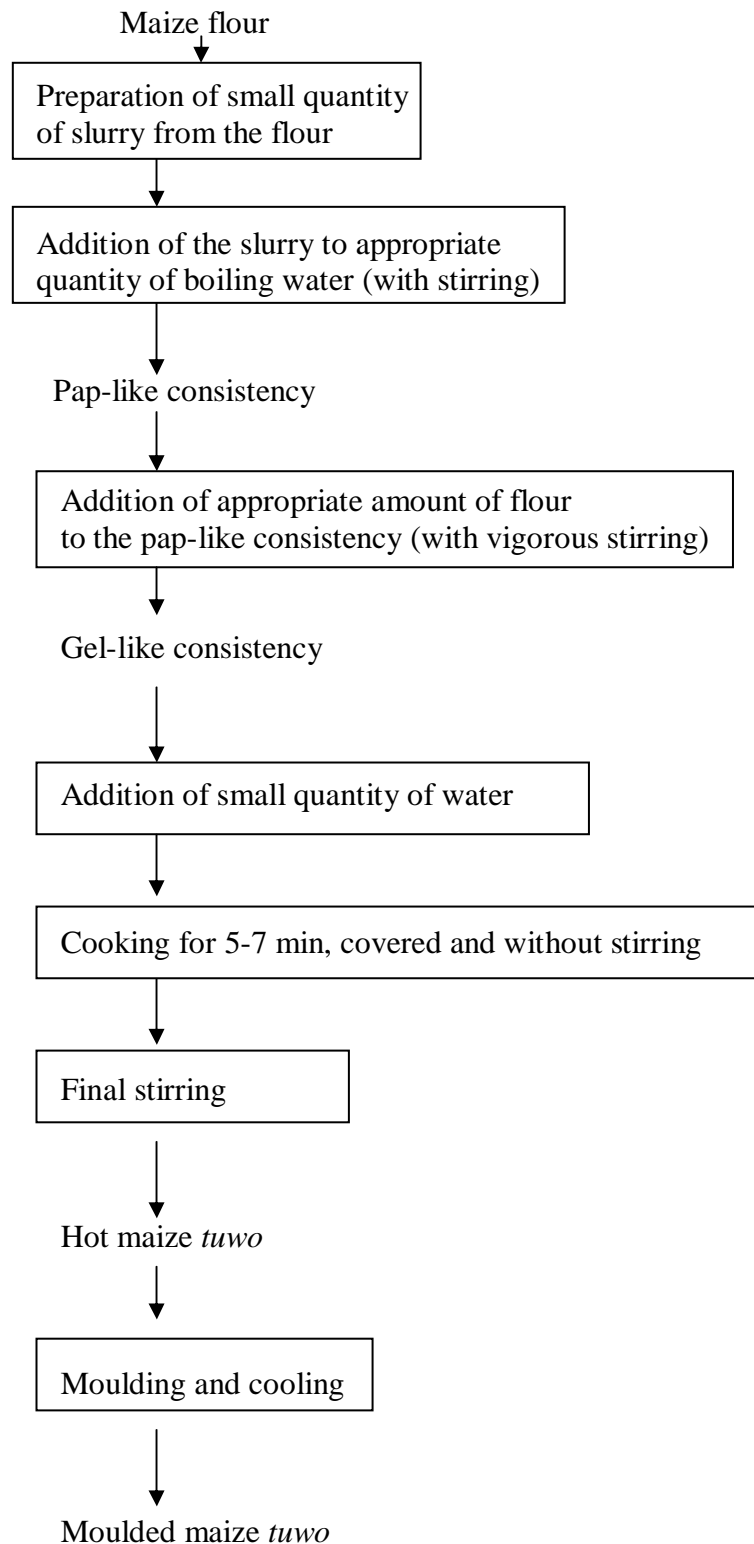 Maize flour
Preparation of small quantity
of slurry from the flour
Addition of the slurry to appropriate
quantity of boiling water (with stirring)
Pap-like consistency
Addition of appropriate amount of flour
to the pap-like consistency (with vigorous stirring)
Gel-like consistency
Addition of small quantity of water
Cooking for 5-7 min, covered and without stirring
Final stirring
Hot maize tuwo
Moulding and cooling
Moulded maize tuwo